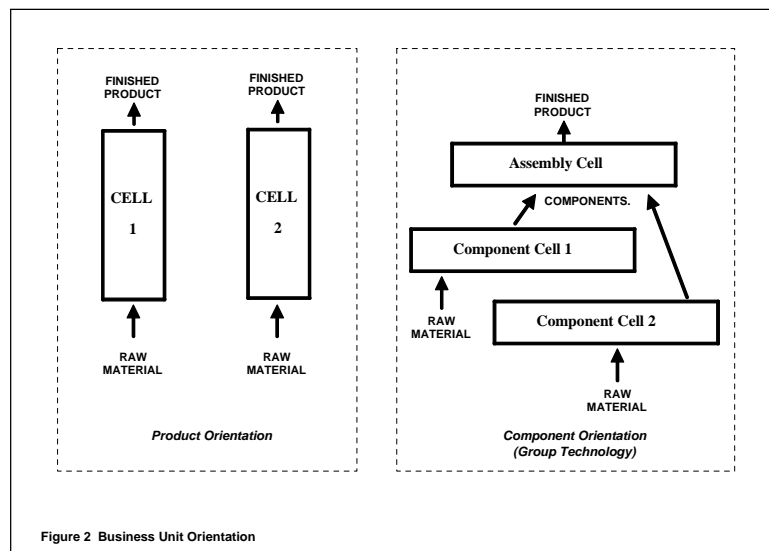 FINISHED
PRODUCT
FINISHED
PRODUCT
CELL
1
CELL
2
RAW
MATERIAL
RAW
MATERIAL
Product Orientation
FINISHED
PRODUCT
Assembly Cell
COMPONENTS.
Component Cell 1
RAW
MATERIAL
Component Cell 2
RAW
MATERIAL
Component Orientation
(Group Technology)
Figure 2 Business Unit Orientation